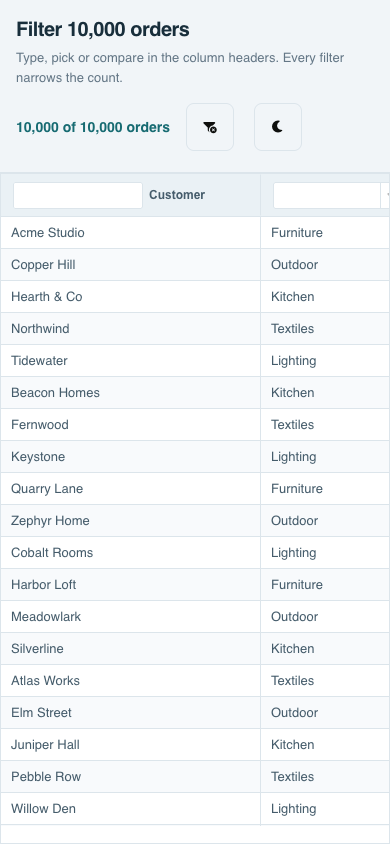 Filter 10,000 orders
Type, pick or compare in the column headers. Every filter
narrows the count.
10,000 of 10,000 orders
Customer
Acme Studio Furniture
Copper Hill Outdoor
Hearth & Co Kitchen
Northwind Textiles
Tidewater Lighting
Beacon Homes Kitchen
Fernwood Textiles
Keystone Lighting
Quarry Lane Furniture
Zephyr Home Outdoor
Cobalt Rooms Lighting
Harbor Loft Furniture
Meadowlark Outdoor
Silverline Kitchen
Atlas Works Textiles
Elm Street Outdoor
Juniper Hall Kitchen
Pebble Row Textiles
Willow Den Lighting